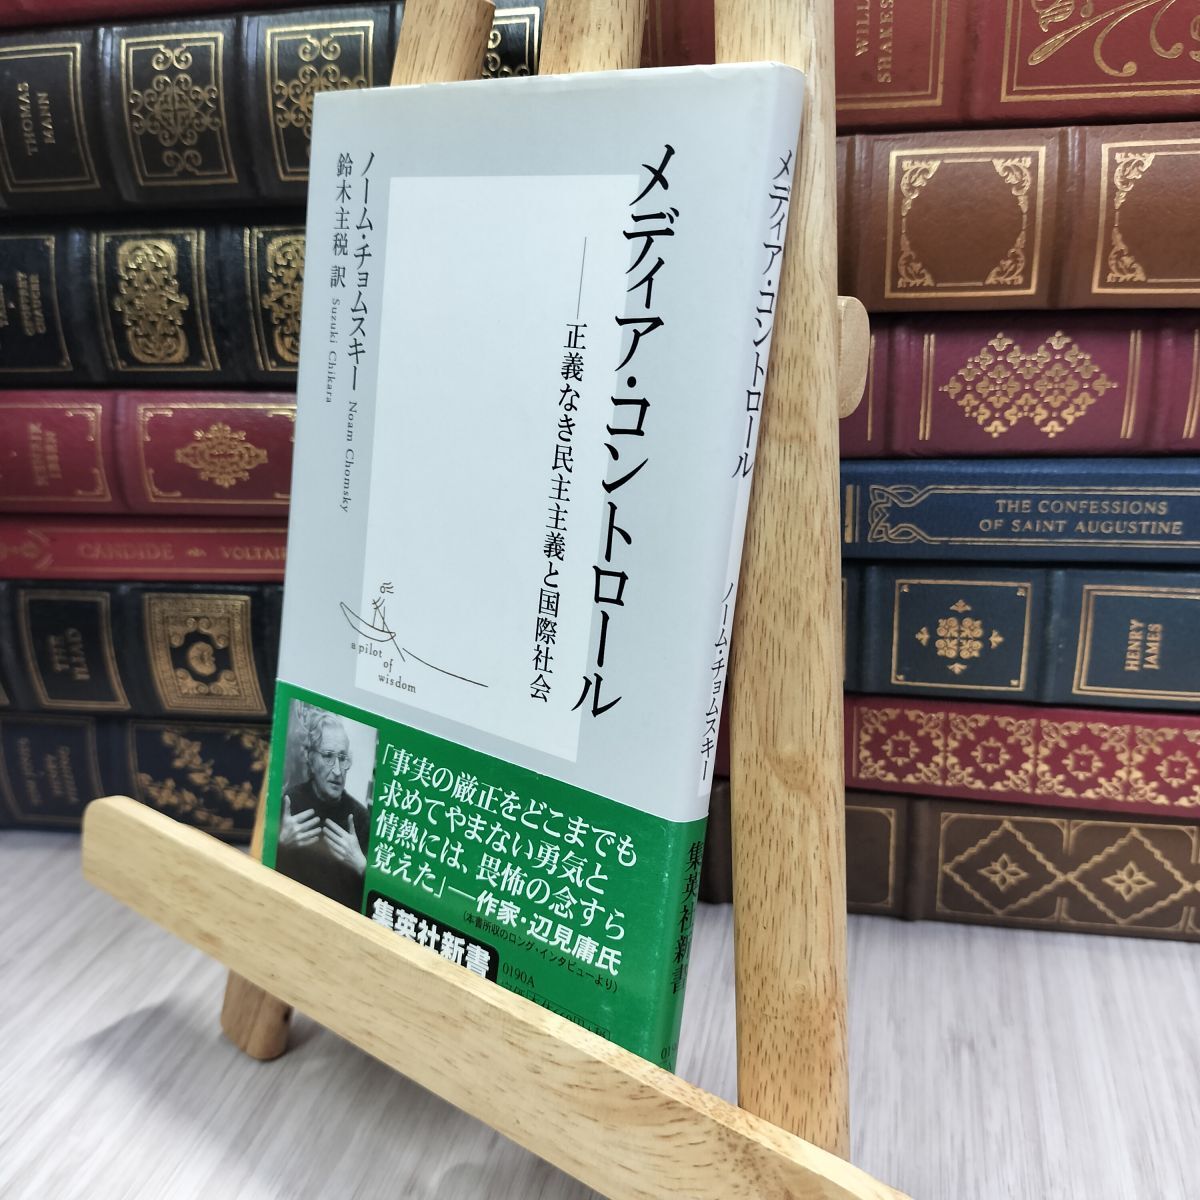 メディア・コントロール
――正義なき民主主義と国際社会
ノーム・チョムスキー Noam Chomsky
鈴木主税 訳 Suzuki Chikara
a pilot of wisdom
「事実の厳正をどこまでも
求めてやまない勇気と
情熱には、畏怖の念すら
覚えた」――作家・辺見庸氏
(本書所収のロング・インタビューより)
集英社新書
0190A
メディア・コントロール
ノーム・チョムスキー
集英社新書
THOMAS
MANN
CANDIDE
VOLTAIRE
THE CONFESSIONS
OF SAINT AUGUSTINE
HENRY
JAMES